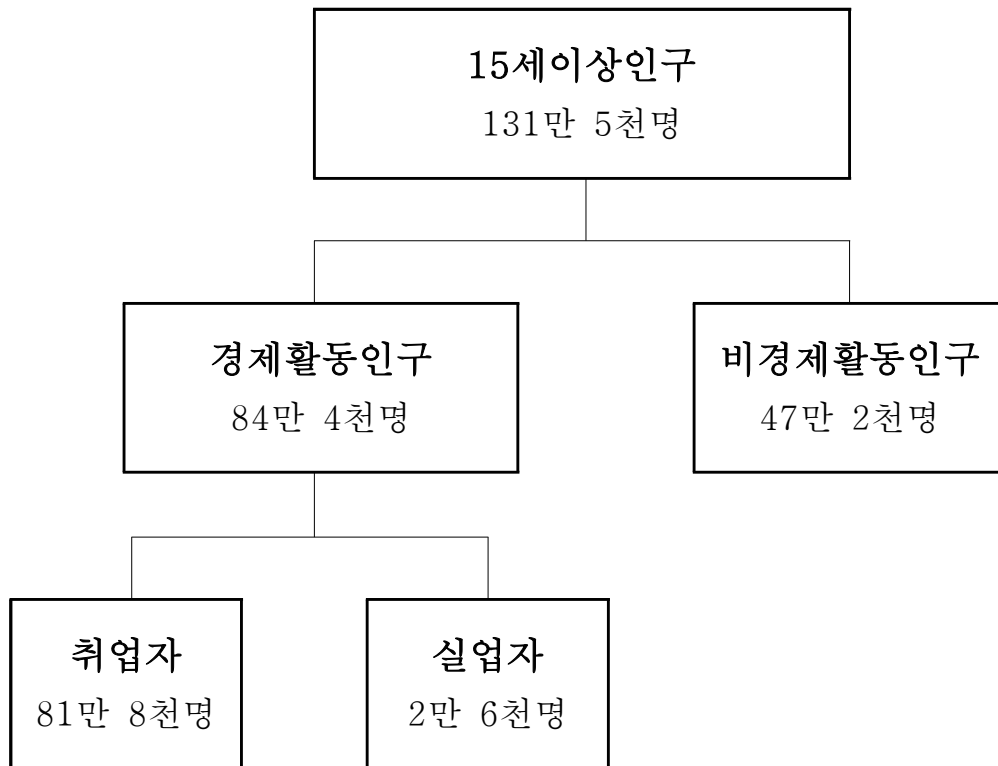 15세이상인구
131만 5천명
경제활동인구
84만 4천명
비경제활동인구
47만 2천명
취업자
81만 8천명
실업자
2만 6천명